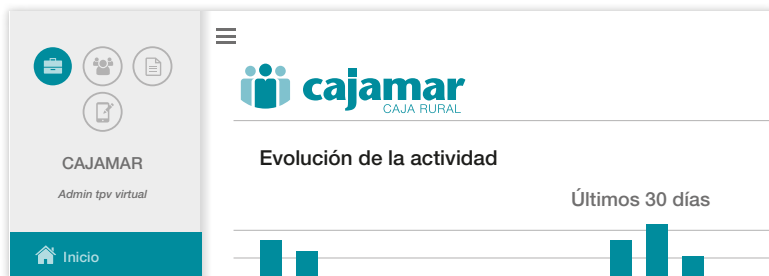 CAJAMAR
Admin tpv virtual
Inicio
cajamar
CAJA RURAL
Evolución de la actividad
Últimos 30 días